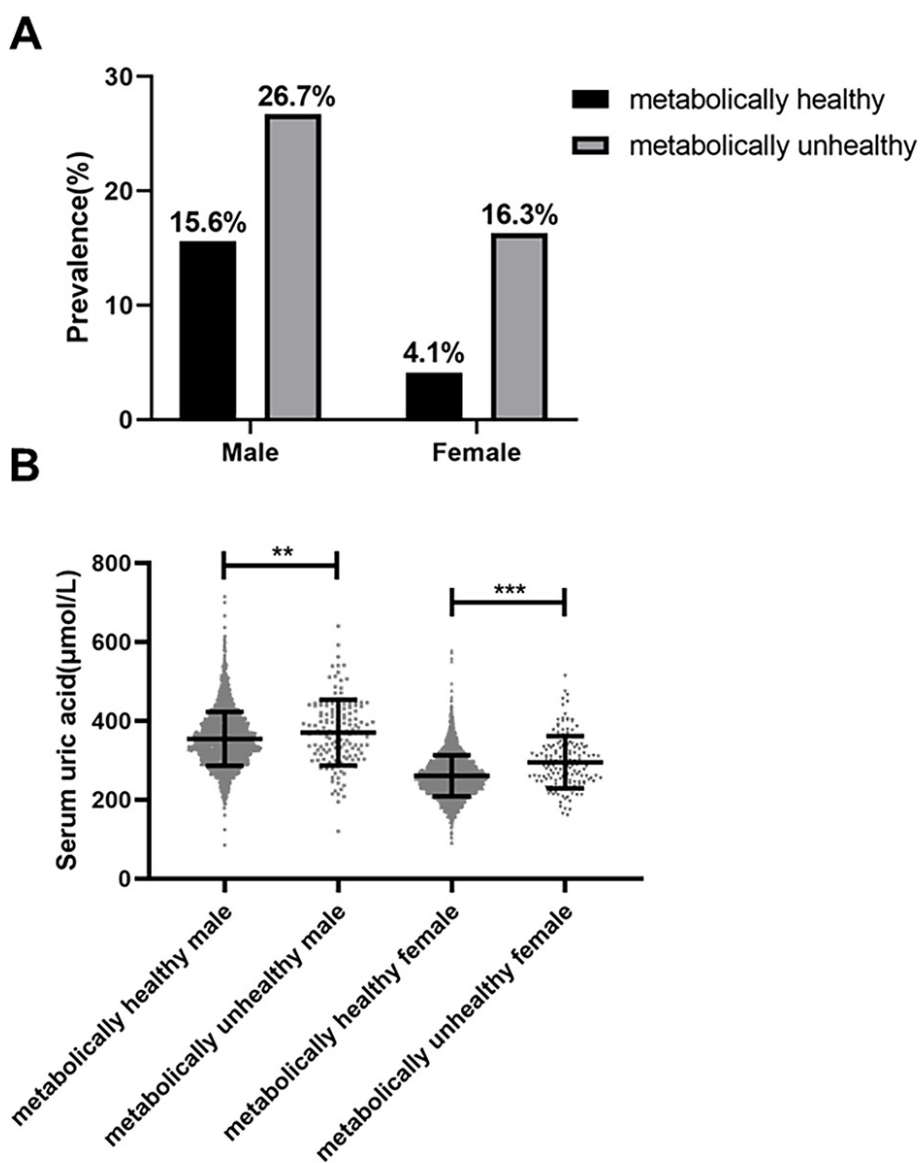 A
Prevalence(%)
30
20
10
0
15.6%
26.7%
4.1%
16.3%
Male
Female
metabolically healthy
metabolically unhealthy
B
Serum uric acid(μmol/L)
800
600
400
200
0
**
***
metabolically healthy male
metabolically unhealthy male
metabolically healthy female
metabolically unhealthy female